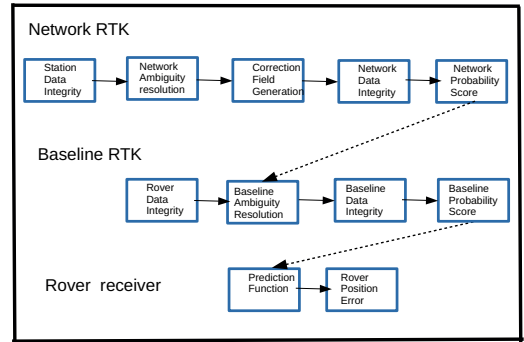 Network RTK
Station
Data
Integrity
Network
Ambiguity
resolution
Correction
Field
Generation
Network
Data
Integrity
Network
Probability
Score
Baseline RTK
Rover
Data
Integrity
Baseline
Ambiguity
Resolution
Baseline
Data
Integrity
Baseline
Probability
Score
Rover receiver
Prediction
Function
Rover
Position
Error